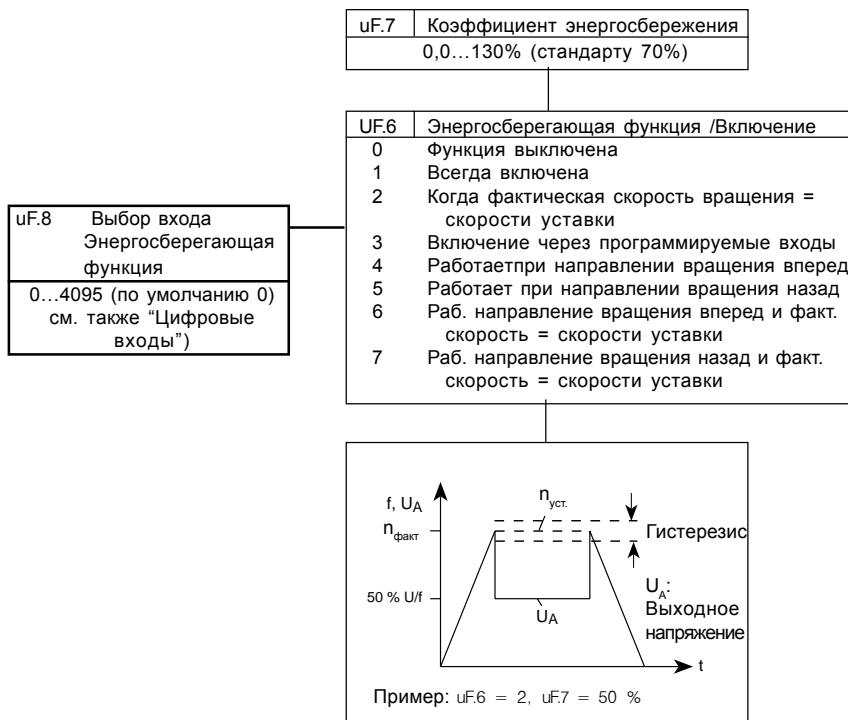 uF.7 Коэффициент энергосбережения
0,0...130% (стандарту 70%)
UF.6 Энергосберегающая функция /Включение
0 Функция выключена
1 Всегда включена
2 Когда фактическая скорость вращения =
скорости уставки
3 Включение через программируемые входы
4 Работаетпри направлении вращения вперед
5 Работает при направлении вращения назад
6 Раб. направление вращения вперед и факт.
скорость = скорости уставки
7 Раб. направление вращения назад и факт.
скорость = скорости уставки
uF.8 Выбор входа
Энергосберегающая
функция
0...4095 (по умолчанию 0)
см. также “Цифровые
входы”)
f, UA
nуст.
nфакт
Гистерезис
50 % U/f
UA
UA:
Выходное
напряжение
t
Пример: uF.6 = 2, uF.7 = 50 %